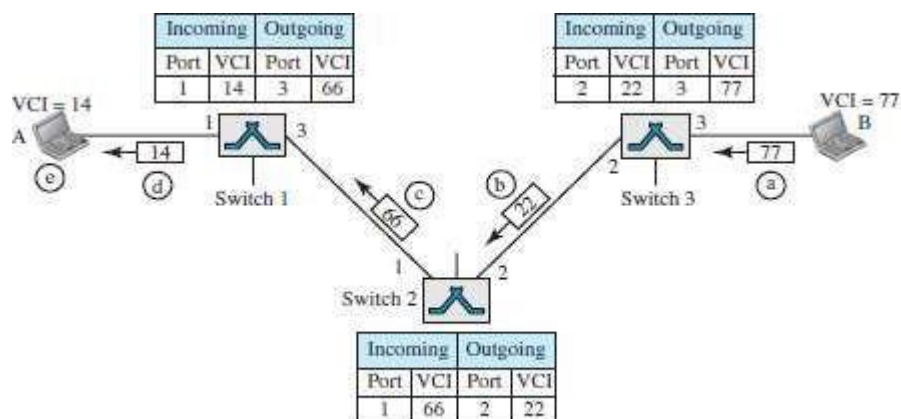 Incoming Outgoing
Port VCI Port VCI
1 14 3 66
Incoming Outgoing
Port VCI Port VCI
2 22 3 77
VCI = 14
A
1
3
14
e
d
Switch 1
c
66
b
22
VCI = 77
B
3
2
77
a
Switch 3
1
2
Switch 2
Incoming Outgoing
Port VCI Port VCI
1 66 2 22